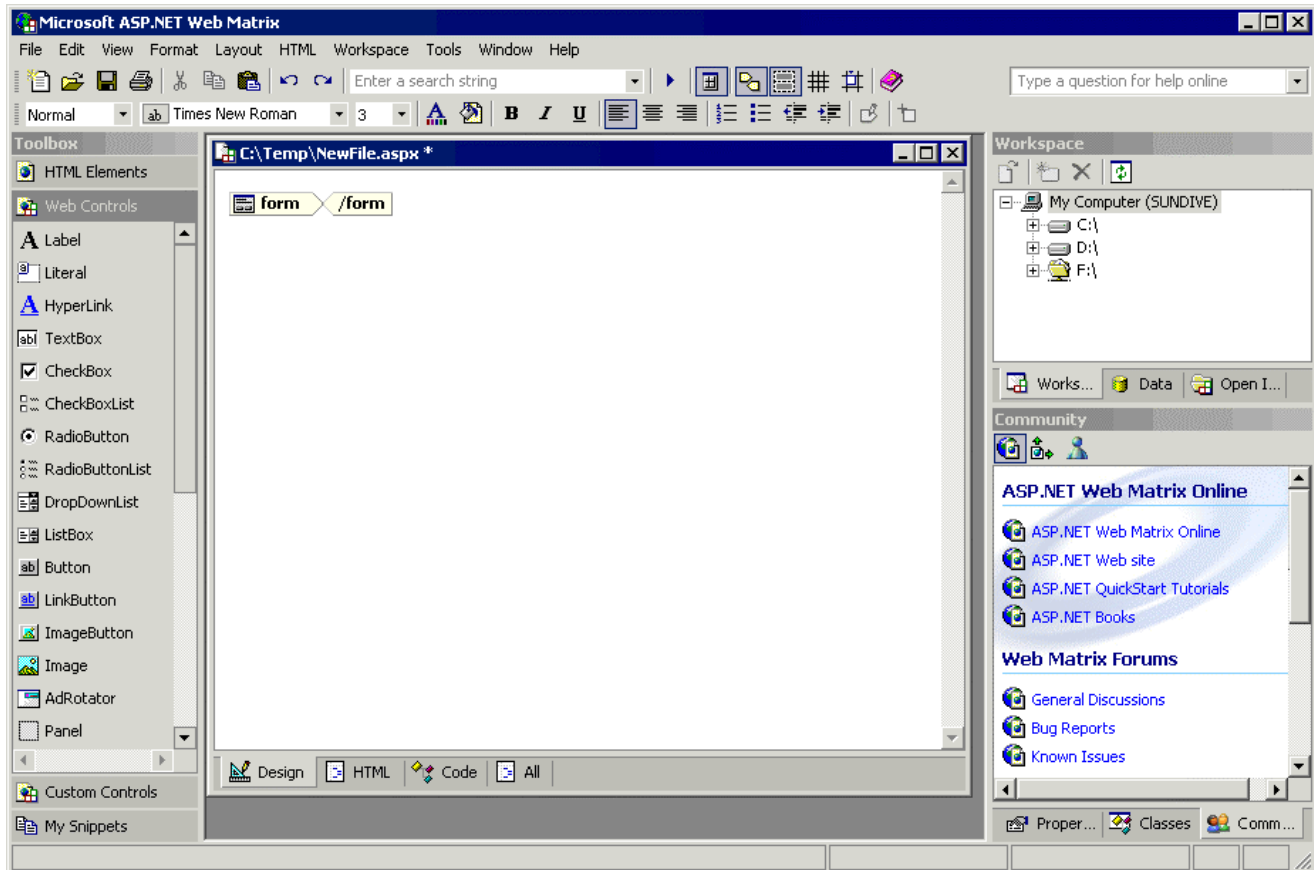 Microsoft ASP.NET Web Matrix
File Edit View Format Layout HTML Workspace Tools Window Help
Enter a search string
Type a question for help online
Normal
ab Times New Roman
3
A B I U
Toolbox
HTML Elements
Web Controls
A Label
Literal
A HyperLink
abl TextBox
CheckBox
CheckBoxList
RadioButton
RadioButtonList
DropDownList
ListBox
ab Button
ab LinkButton
ImageButton
Image
AdRotator
Panel
Custom Controls
My Snippets
C:\Temp\NewFile.aspx *
form /form
Design HTML Code All
Workspace
My Computer (SUNDIVE)
C:\
D:\
F:\
Works... Data Open I...
Community
ASP.NET Web Matrix Online
ASP.NET Web Matrix Online
ASP.NET Web site
ASP.NET QuickStart Tutorials
ASP.NET Books
Web Matrix Forums
General Discussions
Bug Reports
Known Issues
Proper... Classes Comm...